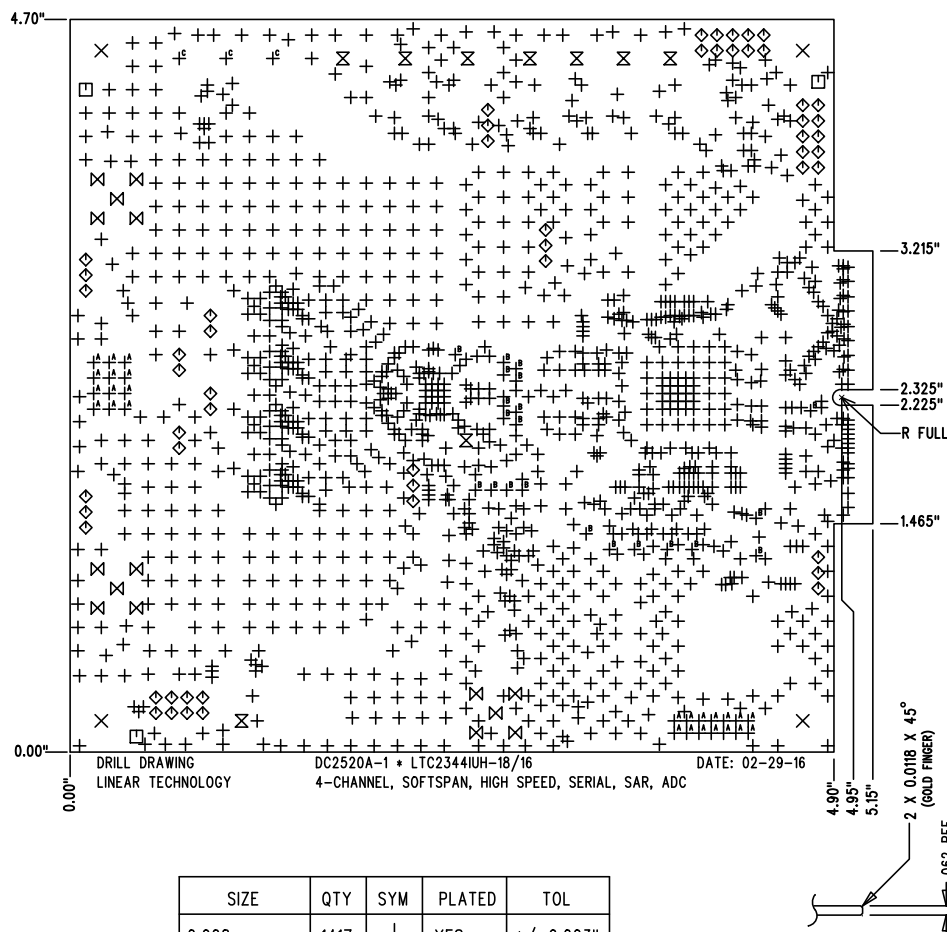 4.70"
3.215"
2.325"
2.225"
R FULL
1.465"
0.00"
DRILL DRAWING
LINEAR TECHNOLOGY
DC2520A-1 * LTC2344IUH-18/16
4-CHANNEL, SOFTSPAN, HIGH SPEED, SERIAL, SAR, ADC
DATE: 02-29-16
0.00"
4.90"
4.95"
5.15"
2 X 0.0118 X 45°
(GOLD FINGER)
SIZE QTY SYM PLATED TOL